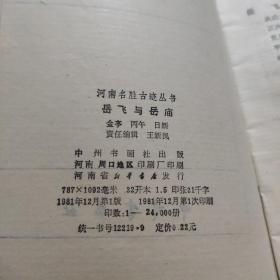 河南名胜古迹丛书
岳飞与岳庙
金亭 丙午 日新
责任编辑 王新民
中州书画社出版
河南周口地区印刷厂印刷
河南省新华书店发行
787×1092毫米 32开本 1.5印张21千字
1981年12月第1版 1981年12月第1次印刷
印数:1—24,000册
统一书号12219·9 定价0.22元